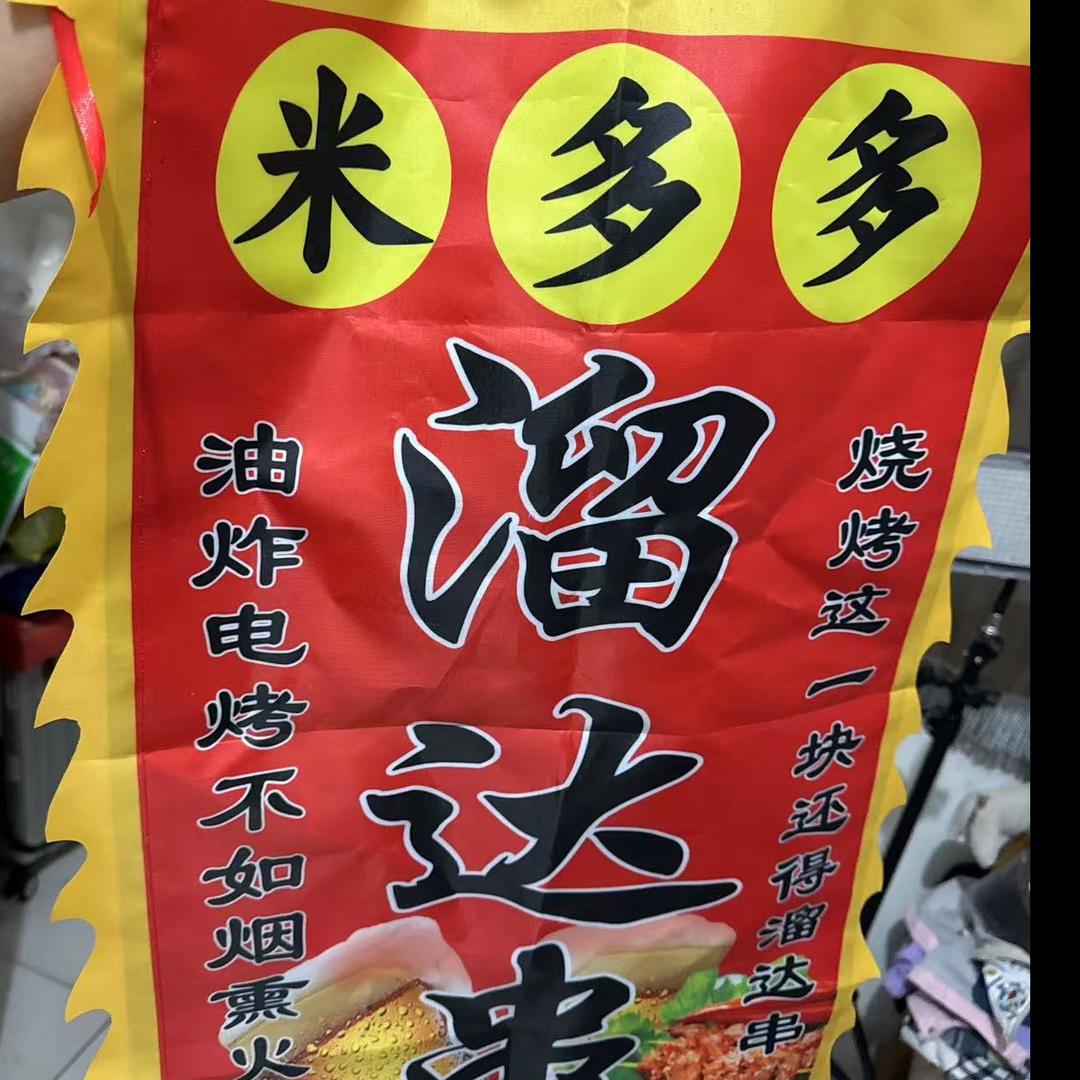 米多多
烧烤这一块还得溜达串
溜达串
油炸电烤不如烟熏火